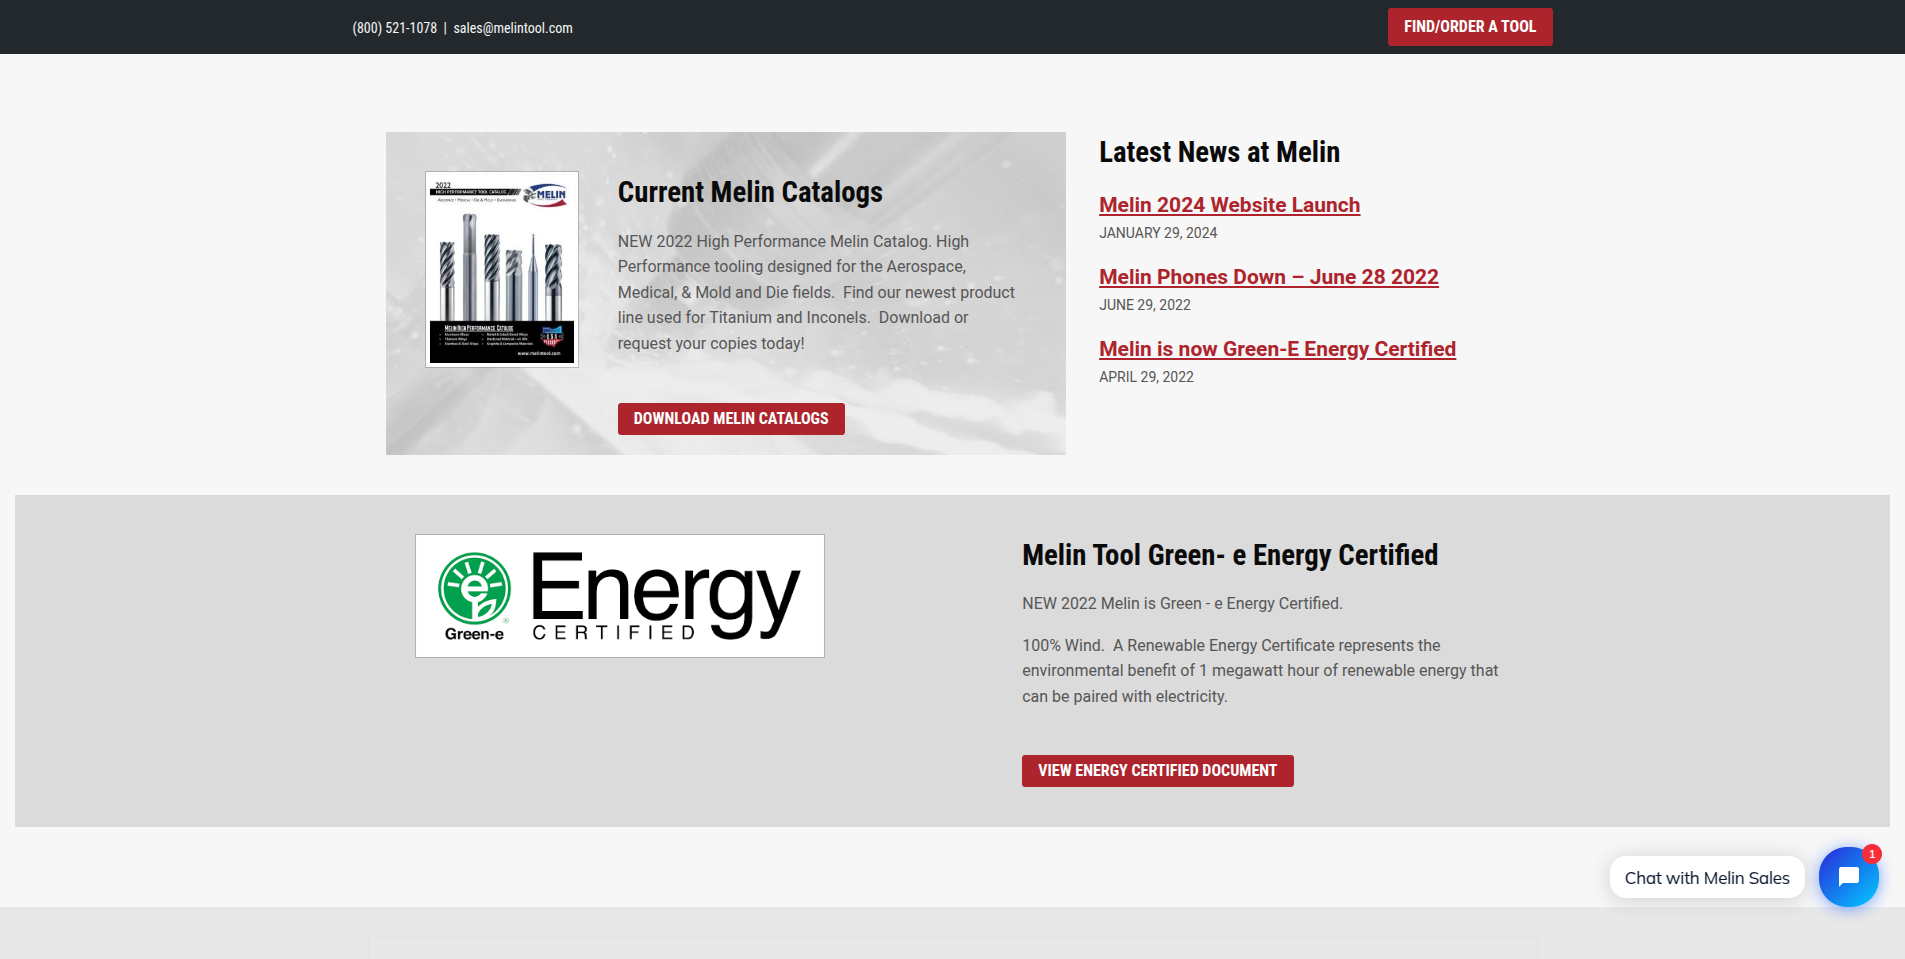 (800) 521-1078 | sales@melintool.com
FIND/ORDER A TOOL
2022
HIGH PERFORMANCE TOOL CATALOG
MELIN
Aerospace • Medical • Die & Mold • Engineering
Melin High Performance Catalog
USA
www.melintool.com
Current Melin Catalogs
NEW 2022 High Performance Melin Catalog. High
Performance tooling designed for the Aerospace,
Medical, & Mold and Die fields. Find our newest product
line used for Titanium and Inconels. Download or
request your copies today!
DOWNLOAD MELIN CATALOGS
Latest News at Melin
Melin 2024 Website Launch
JANUARY 29, 2024
Melin Phones Down – June 28 2022
JUNE 29, 2022
Melin is now Green-E Energy Certified
APRIL 29, 2022
e
Green-e
®
Energy
CERTIFIED
Melin Tool Green- e Energy Certified
NEW 2022 Melin is Green - e Energy Certified.
100% Wind. A Renewable Energy Certificate represents the
environmental benefit of 1 megawatt hour of renewable energy that
can be paired with electricity.
VIEW ENERGY CERTIFIED DOCUMENT
Chat with Melin Sales
1